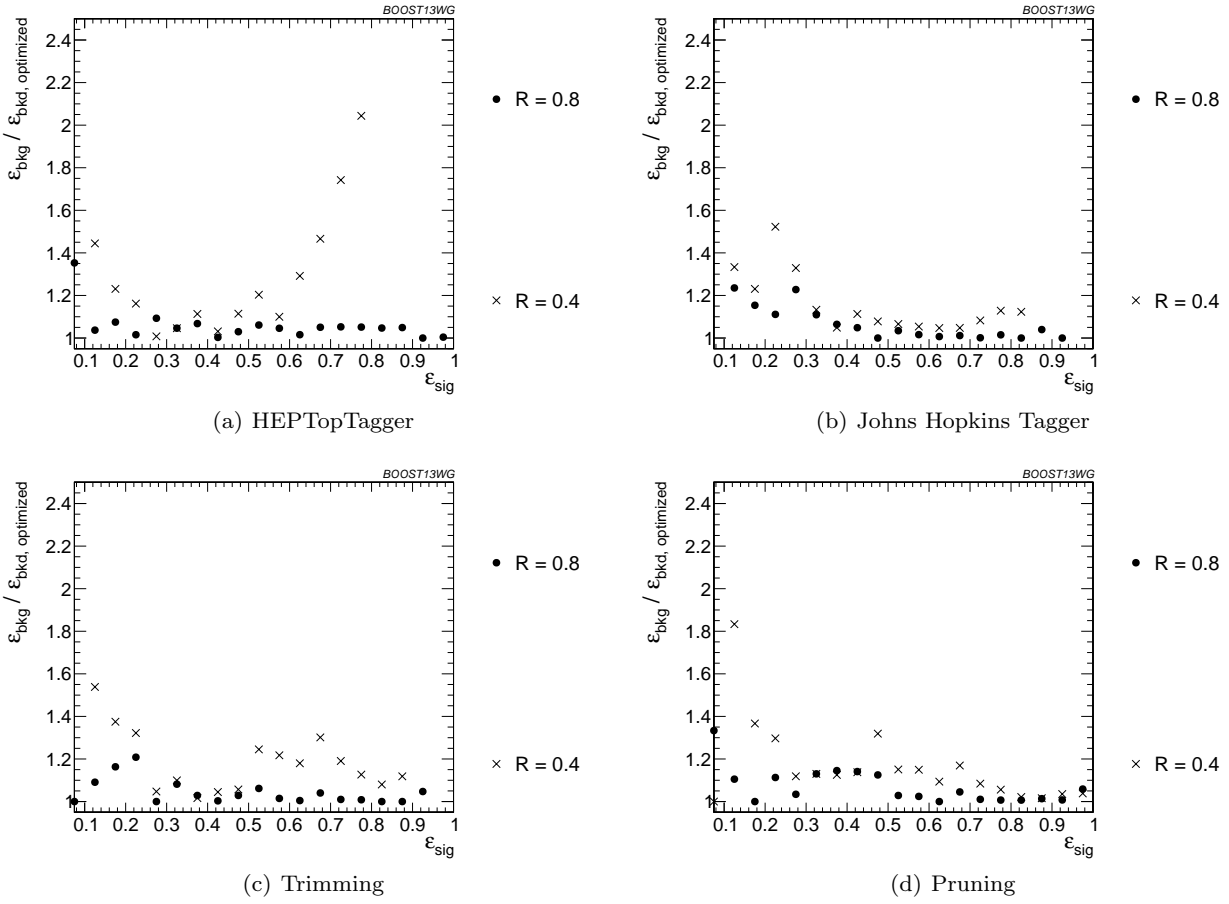 BOOST13WG
ε_bkg / ε_bkd, optimized
2.4
2.2
2
1.8
1.6
1.4
1.2
1
0.1 0.2 0.3 0.4 0.5 0.6 0.7 0.8 0.9 1
ε_sig
R = 0.8
R = 0.4
(a) HEPTopTagger
BOOST13WG
ε_bkg / ε_bkd, optimized
2.4
2.2
2
1.8
1.6
1.4
1.2
1
0.1 0.2 0.3 0.4 0.5 0.6 0.7 0.8 0.9 1
ε_sig
R = 0.8
R = 0.4
(b) Johns Hopkins Tagger
BOOST13WG
ε_bkg / ε_bkd, optimized
2.4
2.2
2
1.8
1.6
1.4
1.2
1
0.1 0.2 0.3 0.4 0.5 0.6 0.7 0.8 0.9 1
ε_sig
R = 0.8
R = 0.4
(c) Trimming
BOOST13WG
ε_bkg / ε_bkd, optimized
2.4
2.2
2
1.8
1.6
1.4
1.2
1
0.1 0.2 0.3 0.4 0.5 0.6 0.7 0.8 0.9 1
ε_sig
R = 0.8
R = 0.4
(d) Pruning